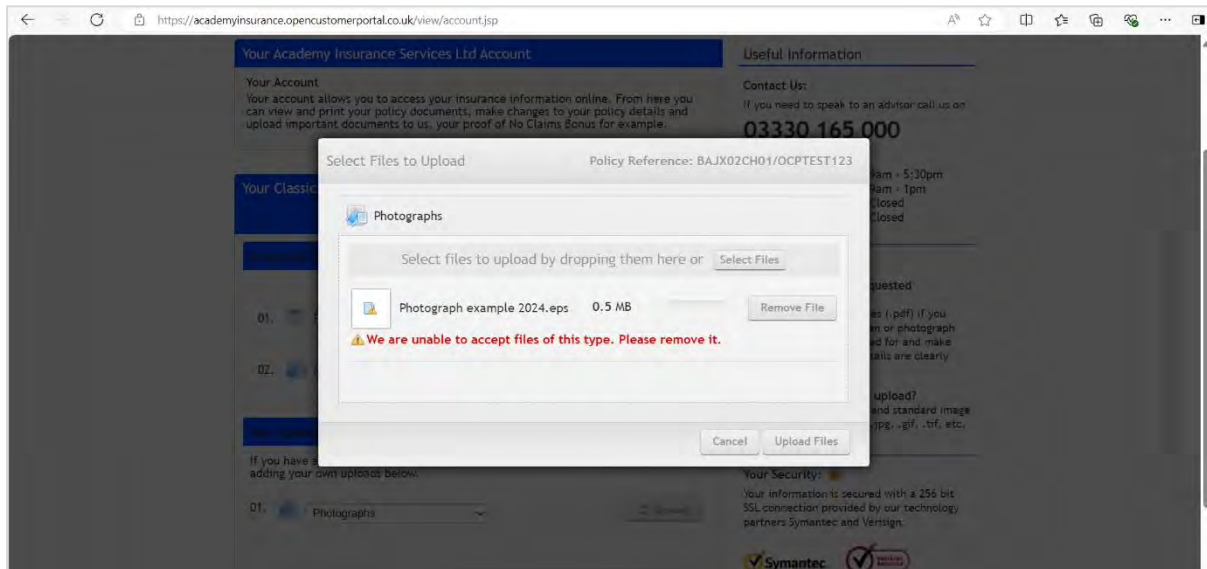 https://academyinsurance.opencustomerportal.co.uk/view/account.jsp
Your Academy Insurance Services Ltd Account
Your Account
Your account allows you to access your insurance information online. From here you
can view and print your policy documents, make changes to your policy details and
upload important documents to us, your proof of No Claims Bonus for example.
Useful Information
Contact Us:
If you need to speak to an advisor call us on
03330 165 000
9am - 5:30pm
9am - 1pm
Closed
Closed
Select Files to Upload
Policy Reference: BAJX02CH01/OCPTEST123
Photographs
Select files to upload by dropping them here or Select Files
Photograph example 2024.eps 0.5 MB Remove File
We are unable to accept files of this type. Please remove it.
Cancel Upload Files
Your Classic
01.
02.
If you have a
adding your own uploads below.
01. Photographs
(.pdf) if you
or photograph
for and make
are clearly
upload?
and standard image
.jpg, .gif, .tif, etc.
Your Security:
Your information is secured with a 256 bit
SSL connection provided by our technology
partners Symantec and Verisign.
Symantec